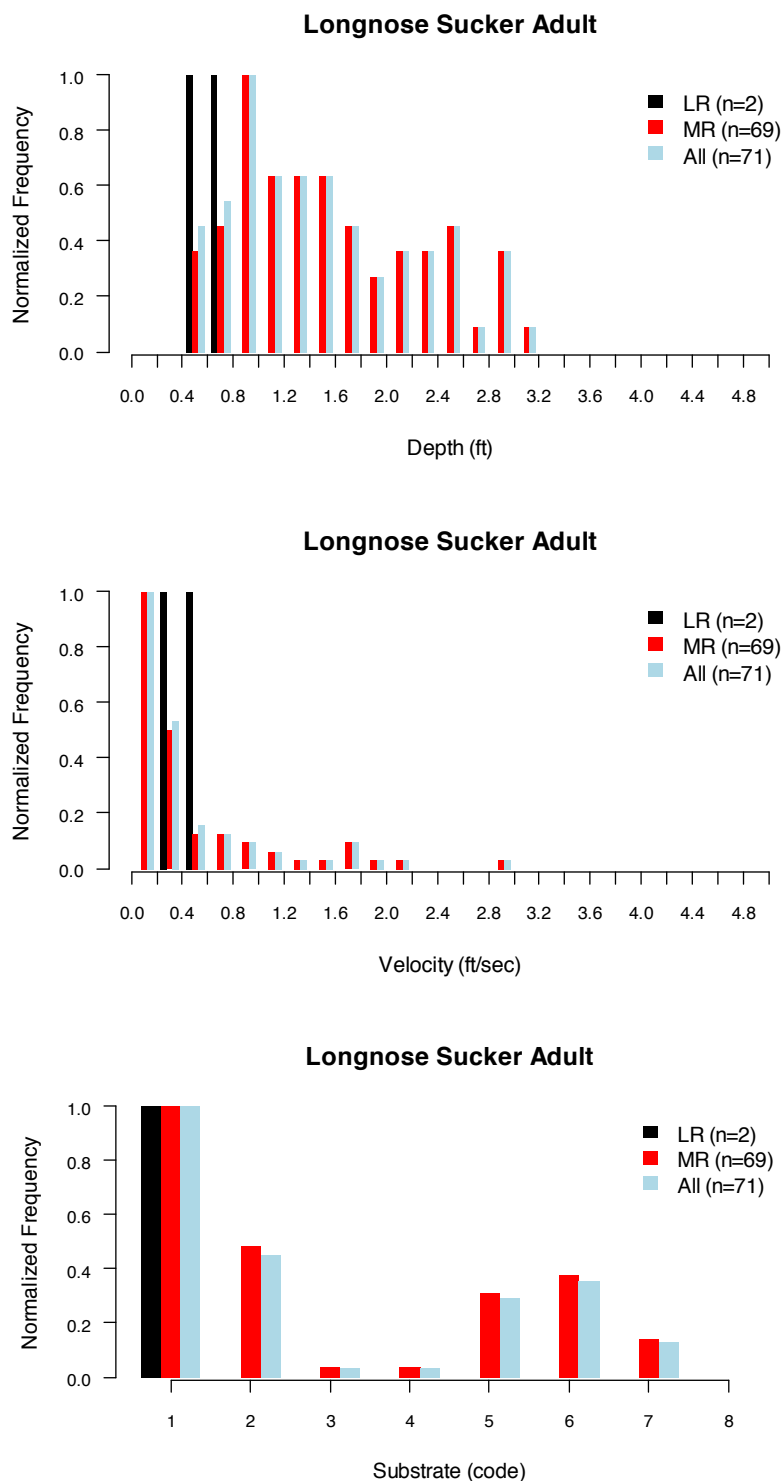 Longnose Sucker Adult
1.0
0.8
0.6
0.4
0.2
0.0
Normalized Frequency
LR (n=2)
MR (n=69)
All (n=71)
0.0 0.4 0.8 1.2 1.6 2.0 2.4 2.8 3.2 3.6 4.0 4.4 4.8
Depth (ft)
Longnose Sucker Adult
1.0
0.8
0.6
0.4
0.2
0.0
Normalized Frequency
LR (n=2)
MR (n=69)
All (n=71)
0.0 0.4 0.8 1.2 1.6 2.0 2.4 2.8 3.2 3.6 4.0 4.4 4.8
Velocity (ft/sec)
Longnose Sucker Adult
1.0
0.8
0.6
0.4
0.2
0.0
Normalized Frequency
LR (n=2)
MR (n=69)
All (n=71)
1 2 3 4 5 6 7 8
Substrate (code)